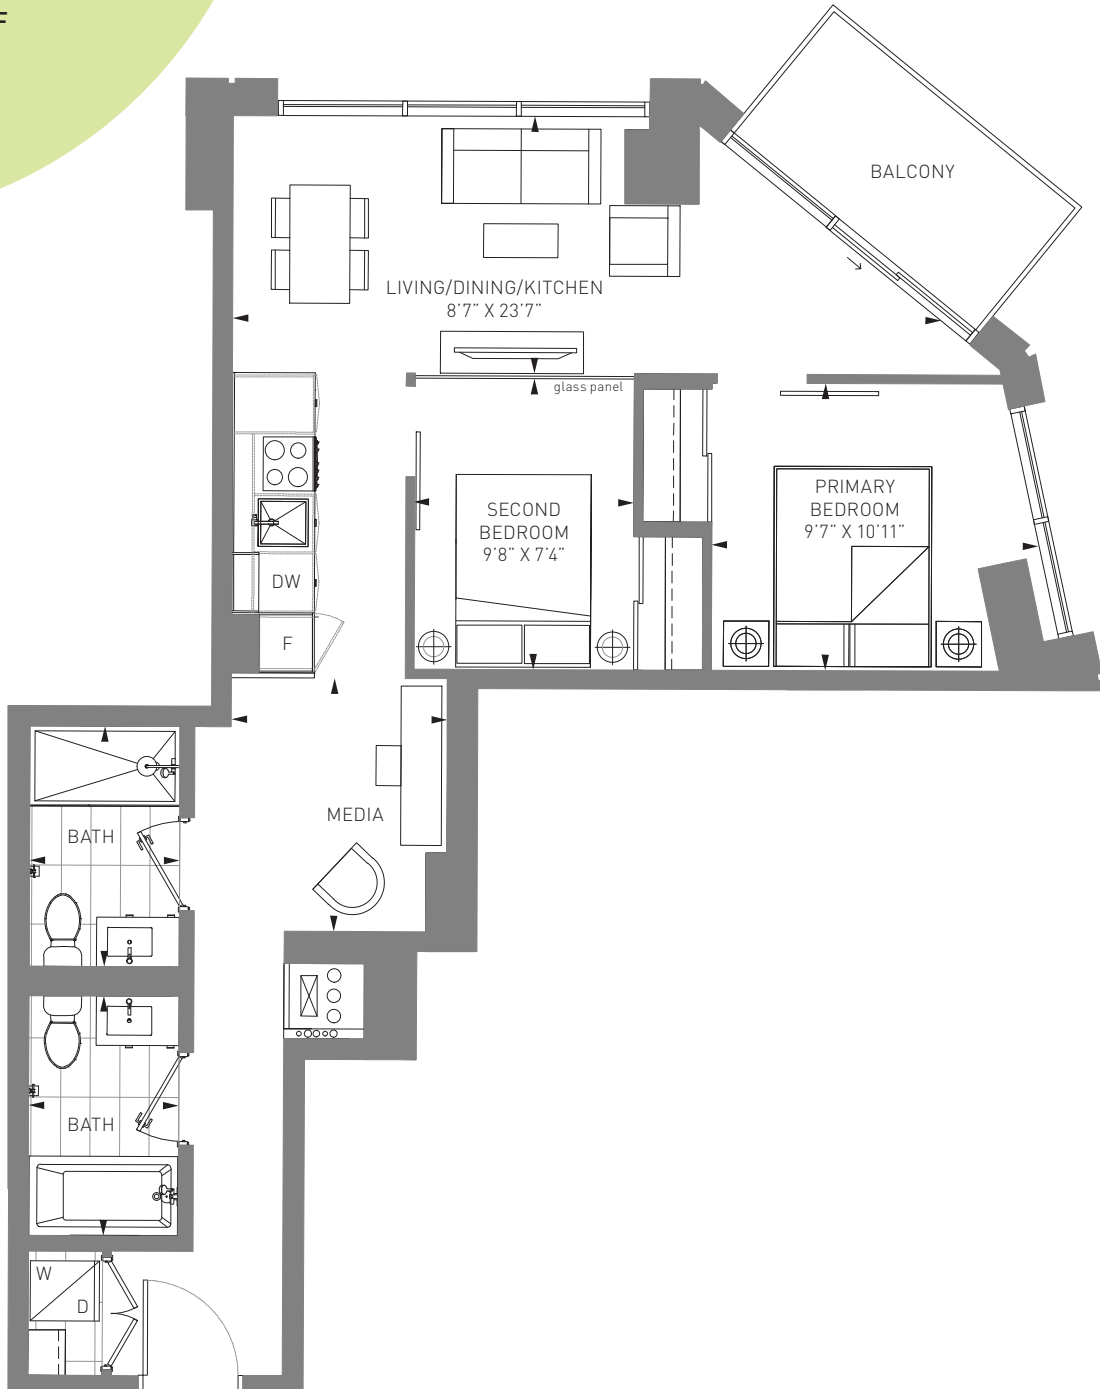 BALCONY
LIVING/DINING/KITCHEN
8'7" X 23'7"
glass panel
SECOND
BEDROOM
9'8" X 7'4"
PRIMARY
BEDROOM
9'7" X 10'11"
DW
F
MEDIA
BATH
BATH
W
D